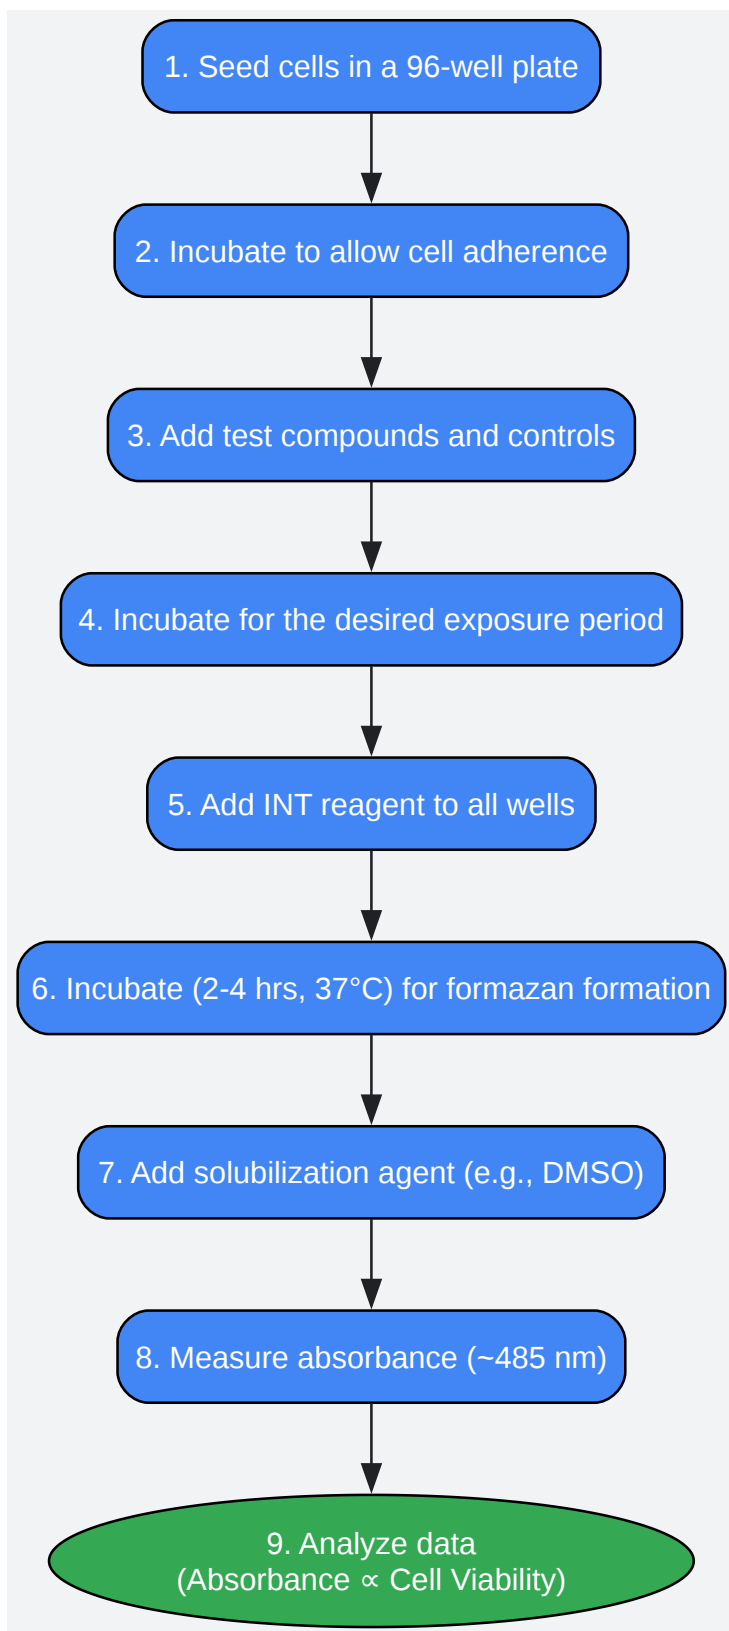 1. Seed cells in a 96-well plate
2. Incubate to allow cell adherence
3. Add test compounds and controls
4. Incubate for the desired exposure period
5. Add INT reagent to all wells
6. Incubate (2-4 hrs, 37°C) for formazan formation
7. Add solubilization agent (e.g., DMSO)
8. Measure absorbance (~485 nm)
9. Analyze data
(Absorbance ∝ Cell Viability)